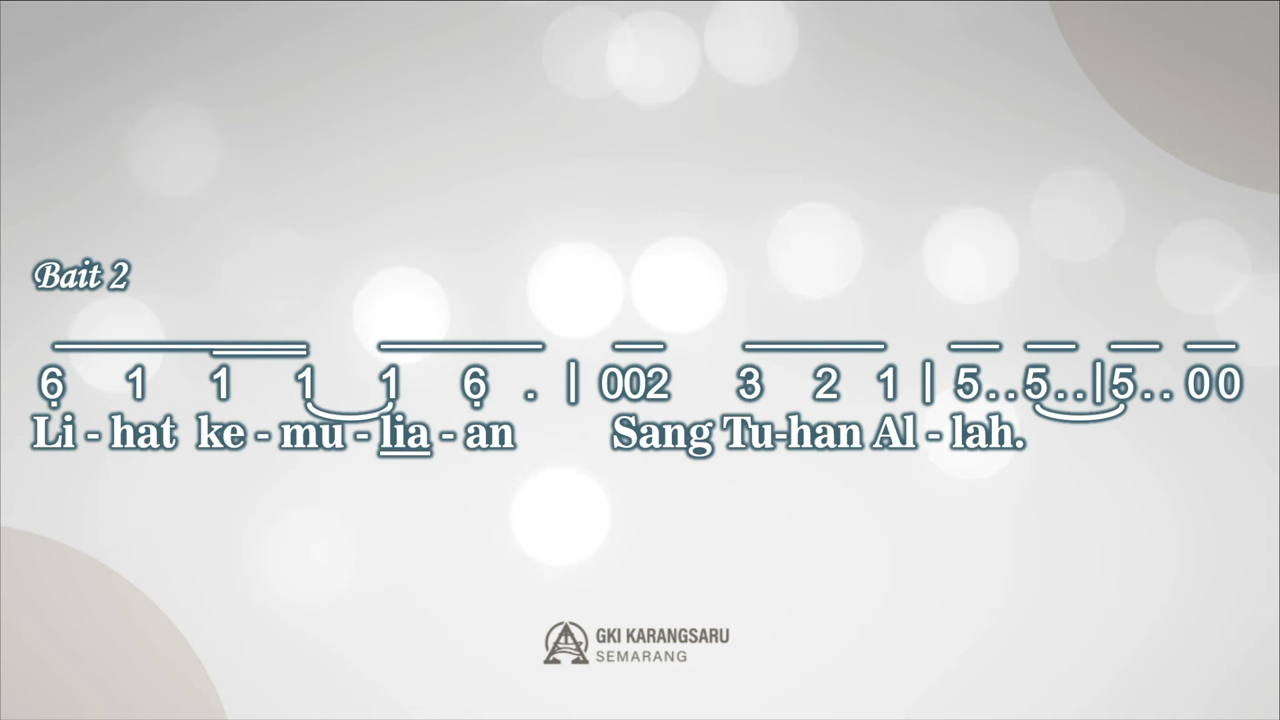 Bait 2
6̣ 1 1 1 1 6̣ . | 002 3 2 1 | 5..5..|5..00
Li - hat ke - mu - lia - an Sang Tu-han Al - lah.
GKI KARANGSARU
SEMARANG